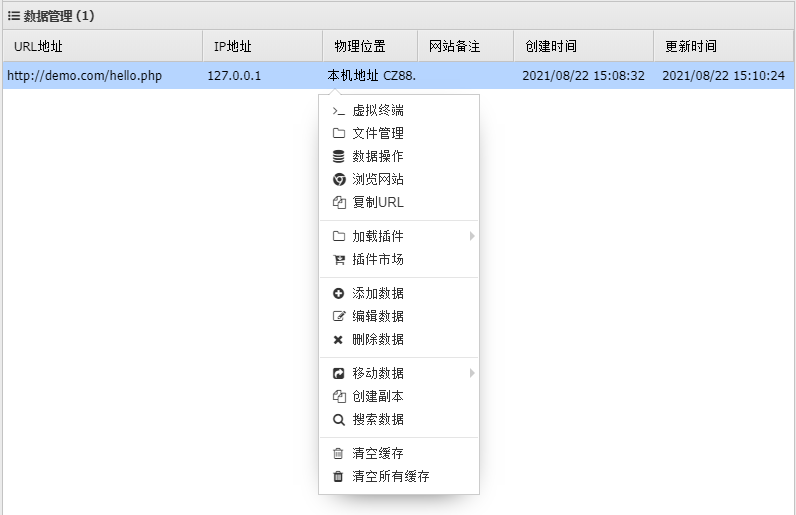 数据管理 (1)
URL地址 IP地址 物理位置 网站备注 创建时间 更新时间
http://demo.com/hello.php 127.0.0.1 本机地址 CZ88. 2021/08/22 15:08:32 2021/08/22 15:10:24
虚拟终端
文件管理
数据操作
浏览网站
复制URL
加载插件
插件市场
添加数据
编辑数据
删除数据
移动数据
创建副本
搜索数据
清空缓存
清空所有缓存